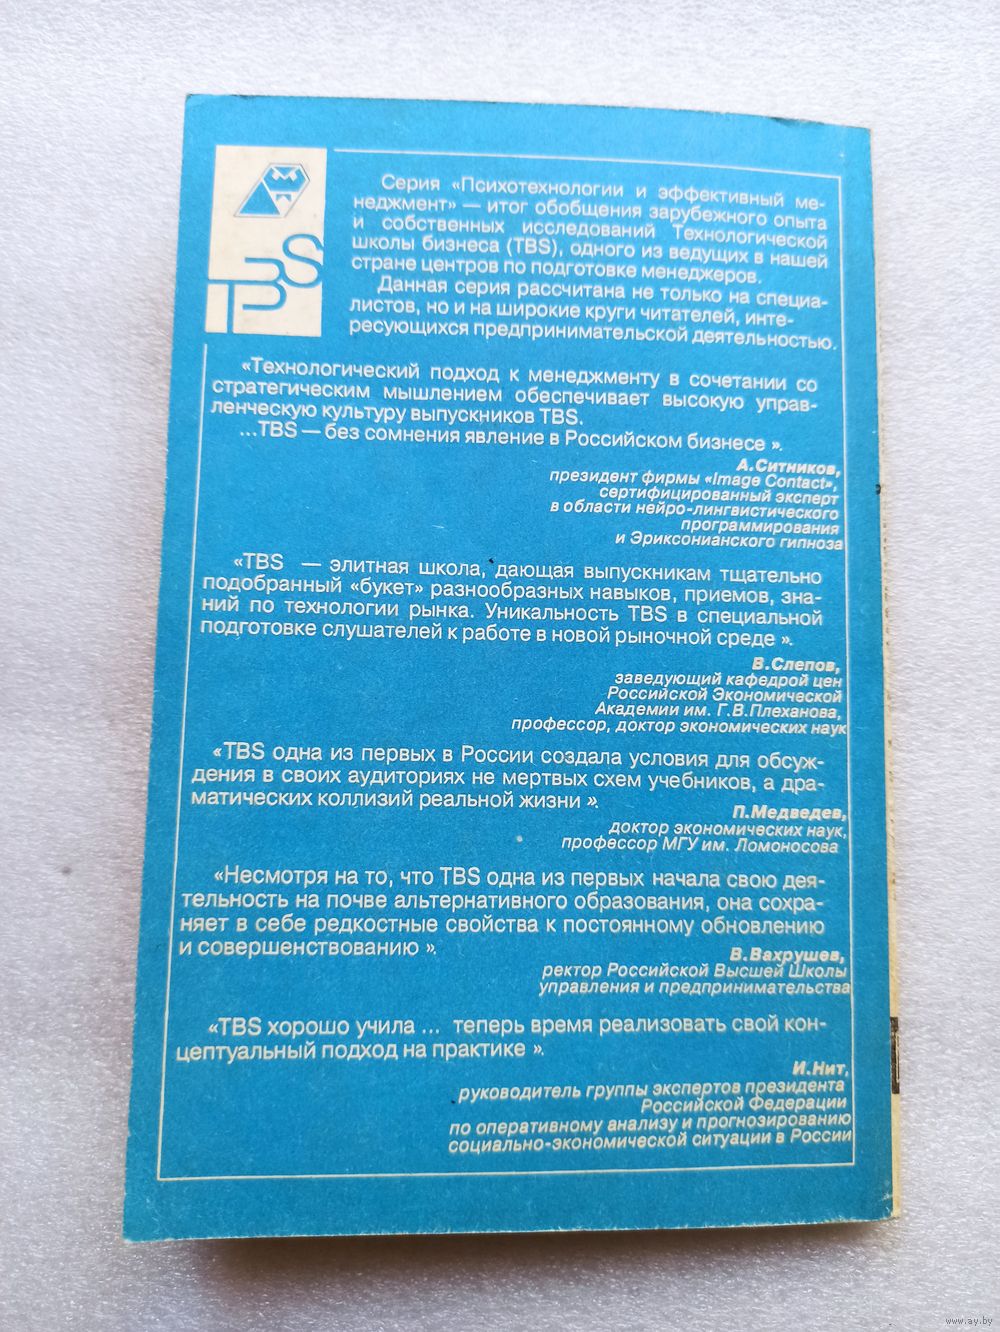 TBS
Серия «Психотехнологии и эффективный ме-
неджмент» — итог обобщения зарубежного опыта
и собственных исследований Технологической
школы бизнеса (TBS), одного из ведущих в нашей
стране центров по подготовке менеджеров.
Данная серия рассчитана не только на специа-
листов, но и на широкие круги читателей, инте-
ресующихся предпринимательской деятельностью.
«Технологический подход к менеджменту в сочетании со
стратегическим мышлением обеспечивает высокую управ-
ленческую культуру выпускников TBS.
...TBS — без сомнения явление в Российском бизнесе ».
А.Ситников,
президент фирмы «Image Contact»,
сертифицированный эксперт
в области нейро-лингвистического
программирования
и Эриксонианского гипноза
«TBS — элитная школа, дающая выпускникам тщательно
подобранный «букет» разнообразных навыков, приемов, зна-
ний по технологии рынка. Уникальность TBS в специальной
подготовке слушателей к работе в новой рыночной среде ».
В.Слепов,
заведующий кафедрой цен
Российской Экономической
Академии им. Г.В.Плеханова,
профессор, доктор экономических наук
«TBS одна из первых в России создала условия для обсуж-
дения в своих аудиториях не мертвых схем учебников, а дра-
матических коллизий реальной жизни ».
П.Медведев,
доктор экономических наук,
профессор МГУ им. Ломоносова
«Несмотря на то, что TBS одна из первых начала свою дея-
тельность на почве альтернативного образования, она сохра-
няет в себе редкостные свойства к постоянному обновлению
и совершенствованию ».
В.Вахрушев,
ректор Российской Высшей Школы
управления и предпринимательства
«TBS хорошо учила ... теперь время реализовать свой кон-
цептуальный подход на практике ».
И.Нит,
руководитель группы экспертов президента
Российской Федерации
по оперативному анализу и прогнозированию
социально-экономической ситуации в России
www.ay.by